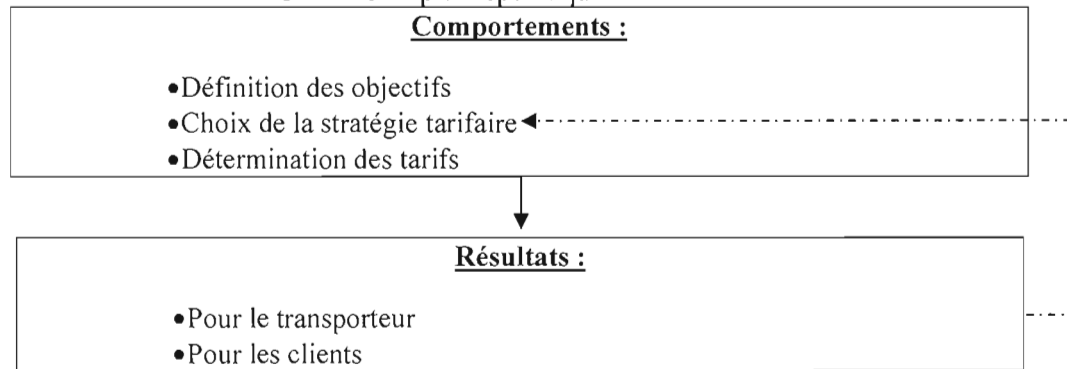 Comportements :
•Définition des objectifs
•Choix de la stratégie tarifaire
•Détermination des tarifs
Résultats :
•Pour le transporteur
•Pour les clients